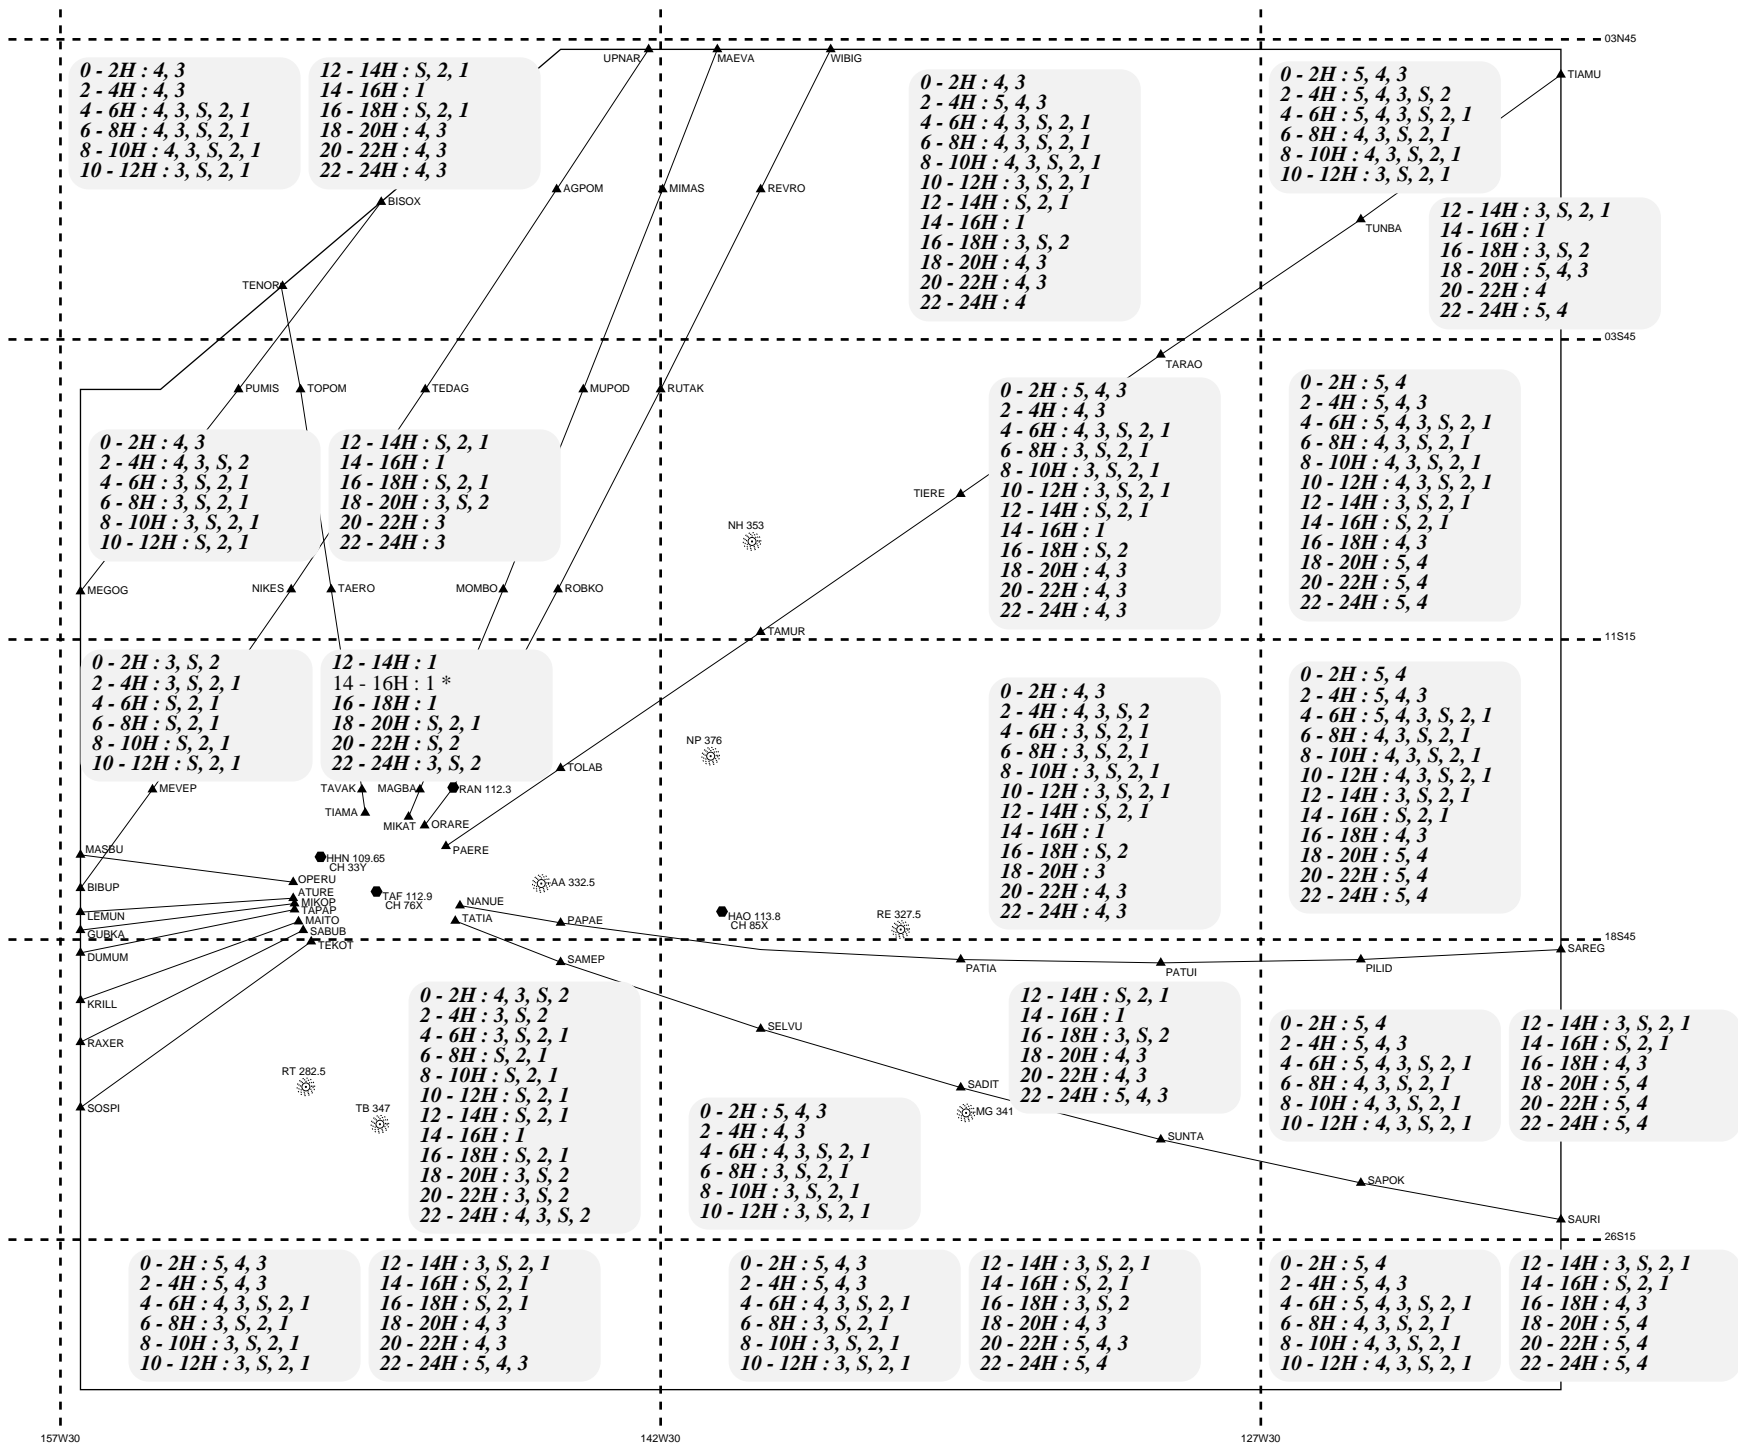 03N45
UPNAR
MAEVA
WIBIG
TIAMU
0 - 2H : 4, 3
2 - 4H : 4, 3
4 - 6H : 4, 3, S, 2, 1
6 - 8H : 4, 3, S, 2, 1
8 - 10H : 4, 3, S, 2, 1
10 - 12H : 3, S, 2, 1
12 - 14H : S, 2, 1
14 - 16H : 1
16 - 18H : S, 2, 1
18 - 20H : 4, 3
20 - 22H : 4, 3
22 - 24H : 4, 3
0 - 2H : 4, 3
2 - 4H : 5, 4, 3
4 - 6H : 4, 3, S, 2, 1
6 - 8H : 4, 3, S, 2, 1
8 - 10H : 4, 3, S, 2, 1
10 - 12H : 3, S, 2, 1
12 - 14H : S, 2, 1
14 - 16H : 1
16 - 18H : 3, S, 2
18 - 20H : 4, 3
20 - 22H : 4, 3
22 - 24H : 4
0 - 2H : 5, 4, 3
2 - 4H : 5, 4, 3, S, 2
4 - 6H : 5, 4, 3, S, 2, 1
6 - 8H : 4, 3, S, 2, 1
8 - 10H : 4, 3, S, 2, 1
10 - 12H : 3, S, 2, 1
12 - 14H : 3, S, 2, 1
14 - 16H : 1
16 - 18H : 3, S, 2
18 - 20H : 5, 4, 3
20 - 22H : 4
22 - 24H : 5, 4
BISOX
AGPOM
MIMAS
REVRO
TUNBA
TENOR
03S45
TARAO
PUMIS
TOPOM
TEDAG
MUPOD
RUTAK
0 - 2H : 4, 3
2 - 4H : 4, 3, S, 2
4 - 6H : 3, S, 2, 1
6 - 8H : 3, S, 2, 1
8 - 10H : 3, S, 2, 1
10 - 12H : S, 2, 1
12 - 14H : S, 2, 1
14 - 16H : 1
16 - 18H : S, 2, 1
18 - 20H : 3, S, 2
20 - 22H : 3
22 - 24H : 3
0 - 2H : 5, 4, 3
2 - 4H : 4, 3
4 - 6H : 4, 3, S, 2, 1
6 - 8H : 3, S, 2, 1
8 - 10H : 3, S, 2, 1
10 - 12H : 3, S, 2, 1
12 - 14H : S, 2, 1
14 - 16H : 1
16 - 18H : S, 2
18 - 20H : 4, 3
20 - 22H : 4, 3
22 - 24H : 4, 3
0 - 2H : 5, 4
2 - 4H : 5, 4, 3
4 - 6H : 5, 4, 3, S, 2, 1
6 - 8H : 4, 3, S, 2, 1
8 - 10H : 4, 3, S, 2, 1
10 - 12H : 4, 3, S, 2, 1
12 - 14H : 3, S, 2, 1
14 - 16H : S, 2, 1
16 - 18H : 4, 3
18 - 20H : 5, 4
20 - 22H : 5, 4
22 - 24H : 5, 4
TIERE
NH 353
MEGOG
NIKES
TAERO
MOMBO
ROBKO
TAMUR
11S15
0 - 2H : 3, S, 2
2 - 4H : 3, S, 2, 1
4 - 6H : S, 2, 1
6 - 8H : S, 2, 1
8 - 10H : S, 2, 1
10 - 12H : S, 2, 1
12 - 14H : 1
14 - 16H : 1 *
16 - 18H : 1
18 - 20H : S, 2, 1
20 - 22H : S, 2
22 - 24H : 3, S, 2
0 - 2H : 4, 3
2 - 4H : 4, 3, S, 2
4 - 6H : 3, S, 2, 1
6 - 8H : 3, S, 2, 1
8 - 10H : 3, S, 2, 1
10 - 12H : 3, S, 2, 1
12 - 14H : S, 2, 1
14 - 16H : 1
16 - 18H : S, 2
18 - 20H : 3
20 - 22H : 4, 3
22 - 24H : 4, 3
0 - 2H : 5, 4
2 - 4H : 5, 4, 3
4 - 6H : 5, 4, 3, S, 2, 1
6 - 8H : 4, 3, S, 2, 1
8 - 10H : 4, 3, S, 2, 1
10 - 12H : 4, 3, S, 2, 1
12 - 14H : 3, S, 2, 1
14 - 16H : S, 2, 1
16 - 18H : 4, 3
18 - 20H : 5, 4
20 - 22H : 5, 4
22 - 24H : 5, 4
NP 376
TOLAB
MEVEP
TAVAK
MAGBA
RAN 112.3
TIAMA
MIKAT
ORARE
PAERE
MASBU
HHN 109.65
CH 33Y
OPERU
BIBUP
ATURE
MIKOP
TAPAP
TAF 112.9
CH 76X
AA 332.5
NANUE
LEMUN
MAITO
TATIA
PAPAE
HAO 113.8
CH 85X
RE 327.5
GUBKA
SABUB
TEKOT
18S45
DUMUM
SAMEP
PATIA
PATUI
PILID
SAREG
KRILL
RAXER
SELVU
0 - 2H : 4, 3, S, 2
2 - 4H : 3, S, 2
4 - 6H : 3, S, 2, 1
6 - 8H : S, 2, 1
8 - 10H : S, 2, 1
10 - 12H : S, 2, 1
12 - 14H : S, 2, 1
14 - 16H : 1
16 - 18H : S, 2, 1
18 - 20H : 3, S, 2
20 - 22H : 3, S, 2
22 - 24H : 4, 3, S, 2
12 - 14H : S, 2, 1
14 - 16H : 1
16 - 18H : 3, S, 2
18 - 20H : 4, 3
20 - 22H : 4, 3
22 - 24H : 5, 4, 3
0 - 2H : 5, 4
2 - 4H : 5, 4, 3
4 - 6H : 5, 4, 3, S, 2, 1
6 - 8H : 4, 3, S, 2, 1
8 - 10H : 4, 3, S, 2, 1
10 - 12H : 4, 3, S, 2, 1
12 - 14H : 3, S, 2, 1
14 - 16H : S, 2, 1
16 - 18H : 4, 3
18 - 20H : 5, 4
20 - 22H : 5, 4
22 - 24H : 5, 4
RT 282.5
TB 347
SOSPI
SADIT
MG 341
0 - 2H : 5, 4, 3
2 - 4H : 4, 3
4 - 6H : 4, 3, S, 2, 1
6 - 8H : 3, S, 2, 1
8 - 10H : 3, S, 2, 1
10 - 12H : 3, S, 2, 1
SUNTA
SAPOK
SAURI
26S15
0 - 2H : 5, 4, 3
2 - 4H : 5, 4, 3
4 - 6H : 4, 3, S, 2, 1
6 - 8H : 3, S, 2, 1
8 - 10H : 3, S, 2, 1
10 - 12H : 3, S, 2, 1
12 - 14H : 3, S, 2, 1
14 - 16H : S, 2, 1
16 - 18H : S, 2, 1
18 - 20H : 4, 3
20 - 22H : 4, 3
22 - 24H : 5, 4, 3
0 - 2H : 5, 4, 3
2 - 4H : 5, 4, 3
4 - 6H : 4, 3, S, 2, 1
6 - 8H : 3, S, 2, 1
8 - 10H : 3, S, 2, 1
10 - 12H : 3, S, 2, 1
12 - 14H : 3, S, 2, 1
14 - 16H : S, 2, 1
16 - 18H : 3, S, 2
18 - 20H : 4, 3
20 - 22H : 5, 4, 3
22 - 24H : 5, 4
0 - 2H : 5, 4
2 - 4H : 5, 4, 3
4 - 6H : 5, 4, 3, S, 2, 1
6 - 8H : 4, 3, S, 2, 1
8 - 10H : 4, 3, S, 2, 1
10 - 12H : 4, 3, S, 2, 1
12 - 14H : 3, S, 2, 1
14 - 16H : S, 2, 1
16 - 18H : 4, 3
18 - 20H : 5, 4
20 - 22H : 5, 4
22 - 24H : 5, 4
157W30
142W30
127W30